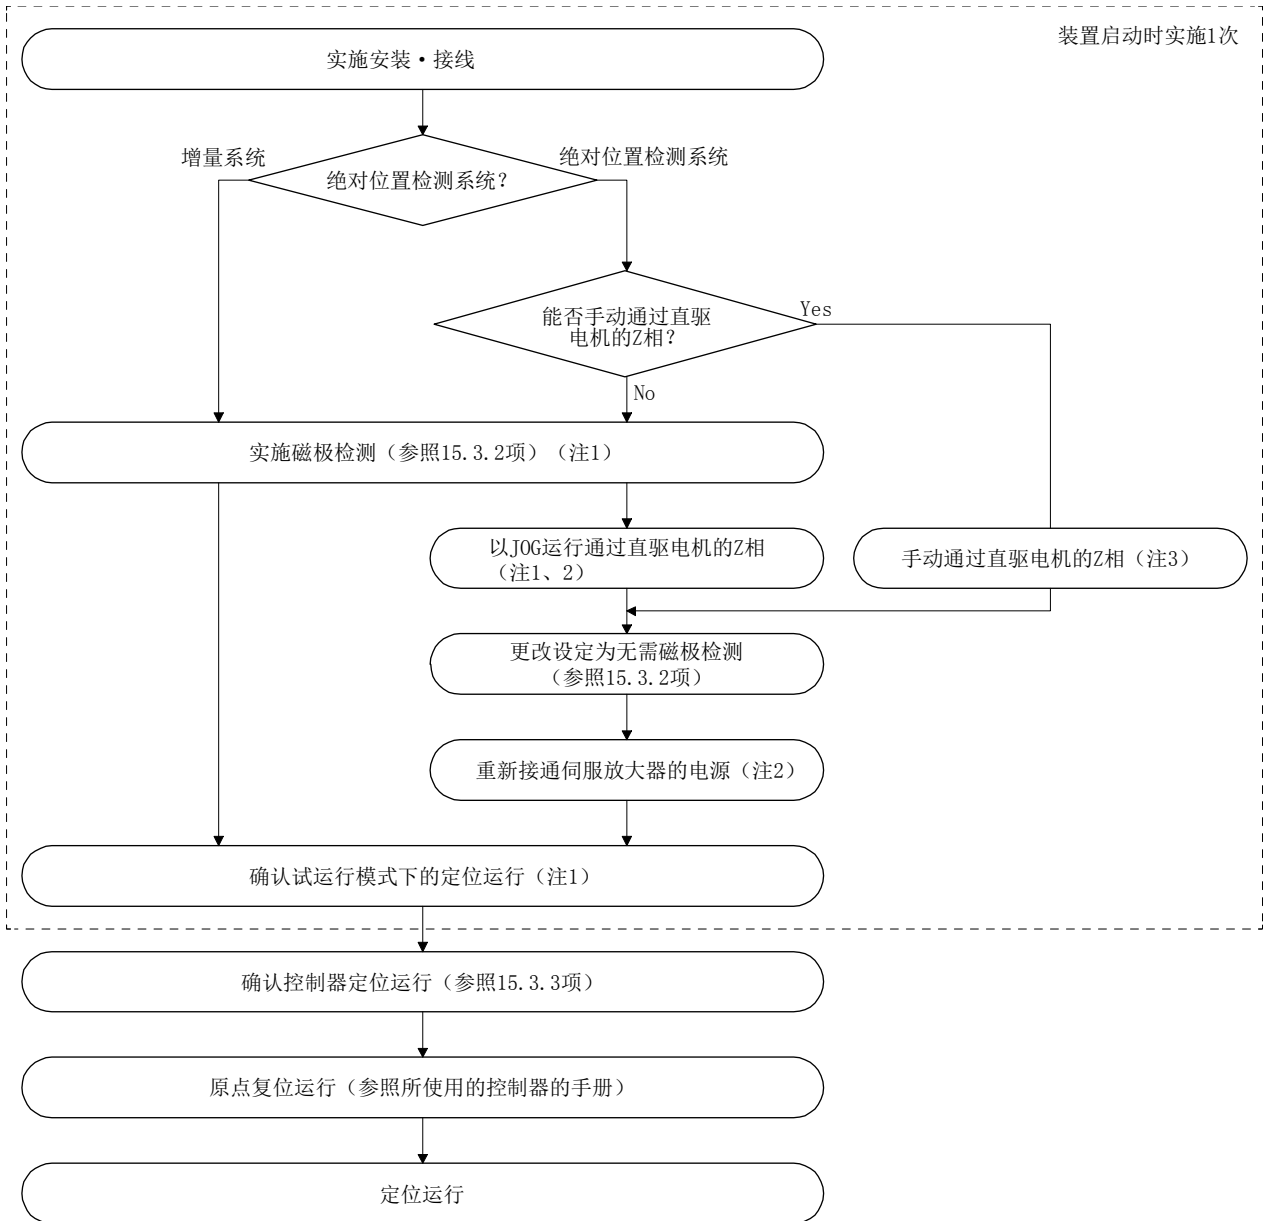 装置启动时实施1次
实施安装·接线
增量系统
绝对位置检测系统
绝对位置检测系统？
能否手动通过直驱
电机的Z相？
Yes
No
实施磁极检测（参照15.3.2项）（注1）
以JOG运行通过直驱电机的Z相
（注1、2）
手动通过直驱电机的Z相（注3）
更改设定为无需磁极检测
（参照15.3.2项）
重新接通伺服放大器的电源（注2）
确认试运行模式下的定位运行（注1）
确认控制器定位运行（参照15.3.3项）
原点复位运行（参照所使用的控制器的手册）
定位运行